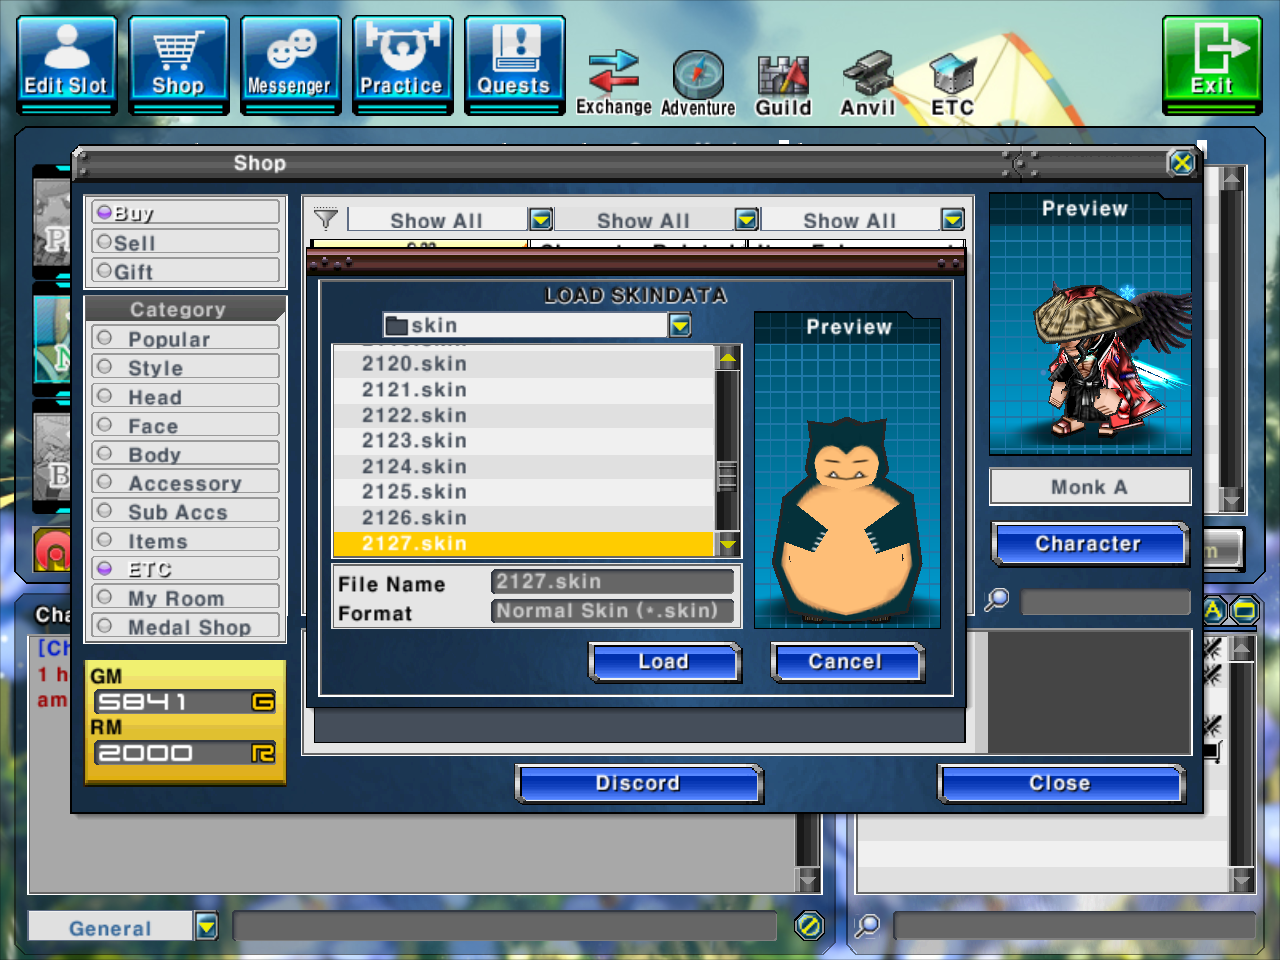 Edit Slot
Shop
Messenger
Practice
Quests
Exchange
Adventure
Guild
Anvil
ETC
Exit
Shop
Buy
Sell
Gift
Category
Popular
Style
Head
Face
Body
Accessory
Sub Accs
Items
ETC
My Room
Medal Shop
GM
5841 G
RM
2000 R
Show All
Show All
Show All
LOAD SKINDATA
skin
2120.skin
2121.skin
2122.skin
2123.skin
2124.skin
2125.skin
2126.skin
2127.skin
File Name
2127.skin
Format
Normal Skin (*.skin)
Preview
Load
Cancel
Preview
Monk A
Character
Discord
Close
Cha
[Ch
1 h
am
General